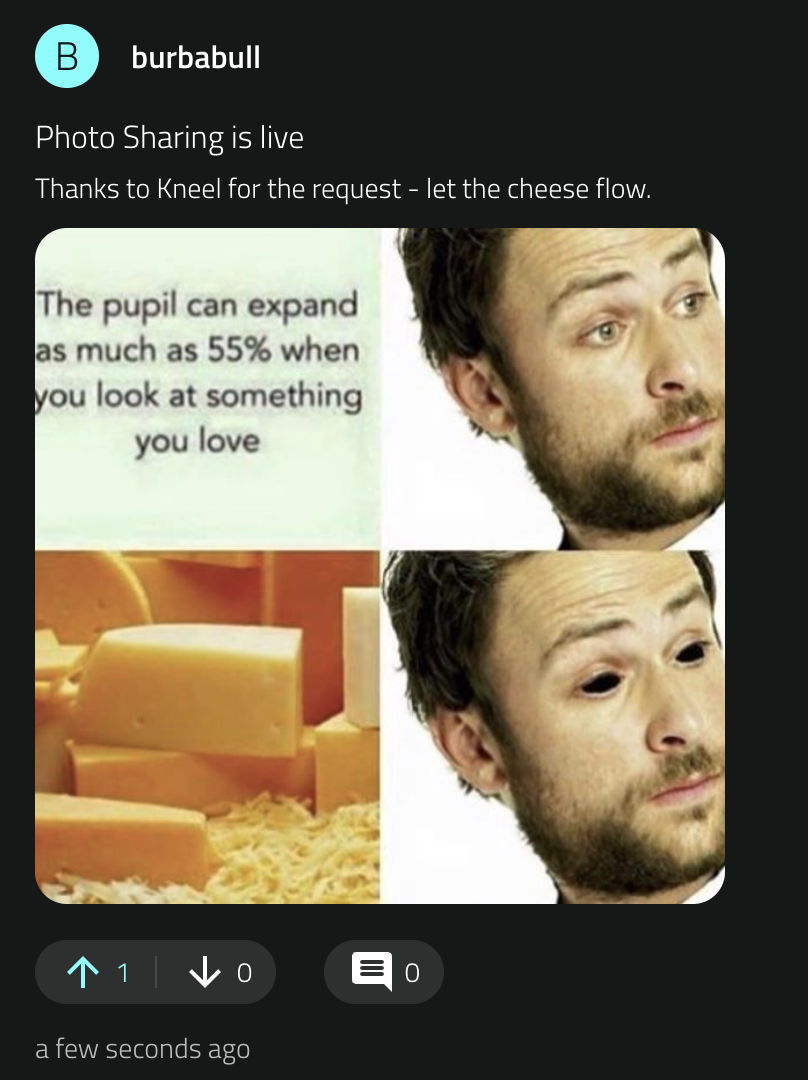 B
burbabull
Photo Sharing is live
Thanks to Kneel for the request - let the cheese flow.
The pupil can expand
as much as 55% when
you look at something
you love
1
0
0
a few seconds ago